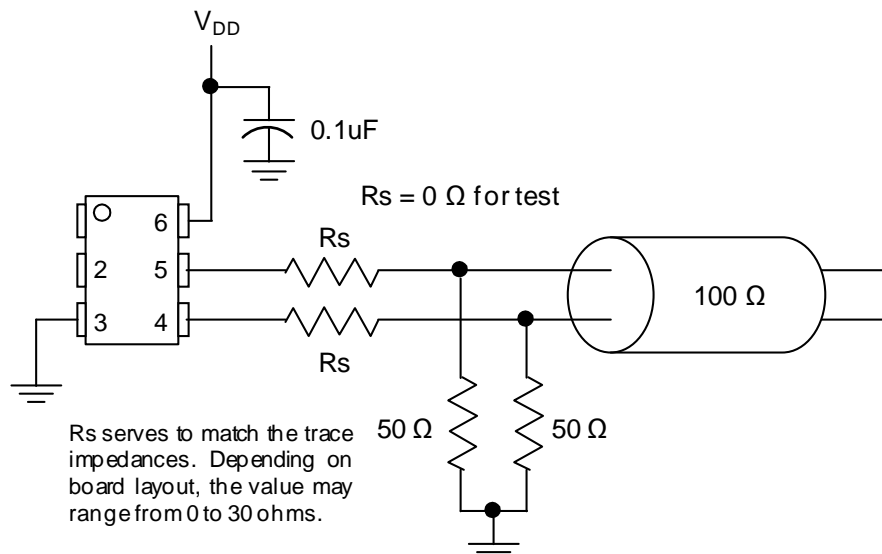 VDD
0.1uF
Rs = 0 Ω for test
6
Rs
2
5
100 Ω
3
4
Rs
50 Ω
50 Ω
Rs serves to match the trace
impedances. Depending on
board layout, the value may
range from 0 to 30 ohms.